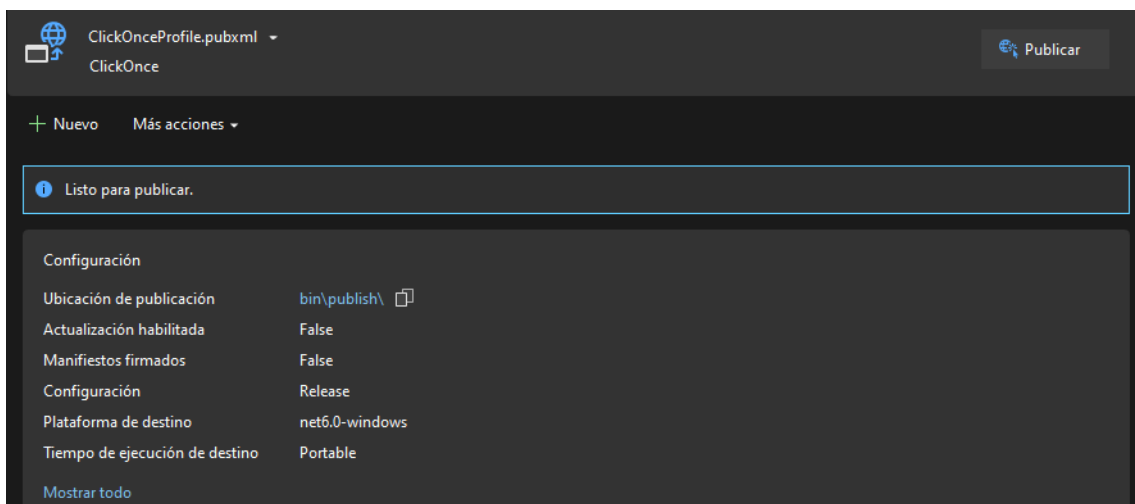 ClickOnceProfile.pubxml
ClickOnce
Publicar
Nuevo Más acciones
Listo para publicar.
Configuración
Ubicación de publicación bin\publish\
Actualización habilitada False
Manifiestos firmados False
Configuración Release
Plataforma de destino net6.0-windows
Tiempo de ejecución de destino Portable
Mostrar todo